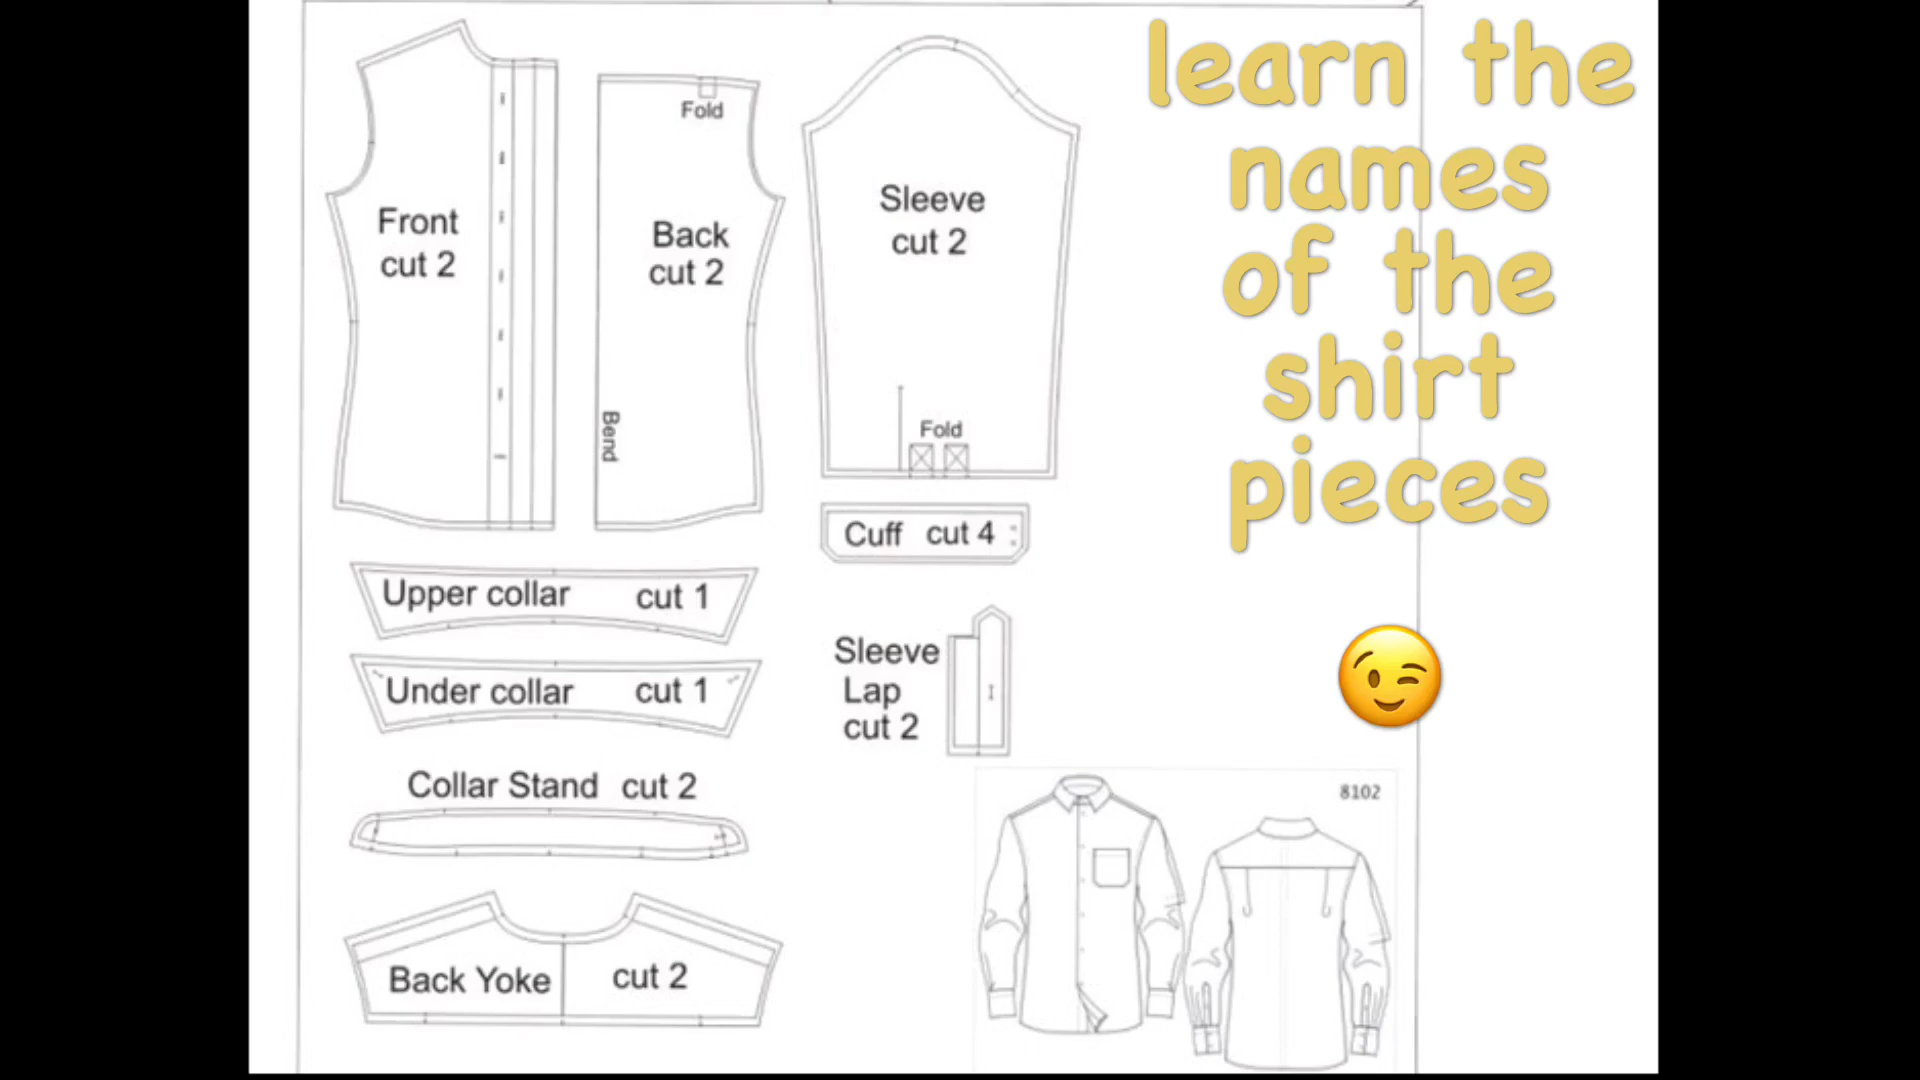 learn the
names
of the
shirt
pieces
Front
cut 2
Fold
Back
cut 2
Bend
Sleeve
cut 2
Fold
Cuff cut 4
Upper collar cut 1
Under collar cut 1
Sleeve
Lap
cut 2
Collar Stand cut 2
Back Yoke cut 2
8102